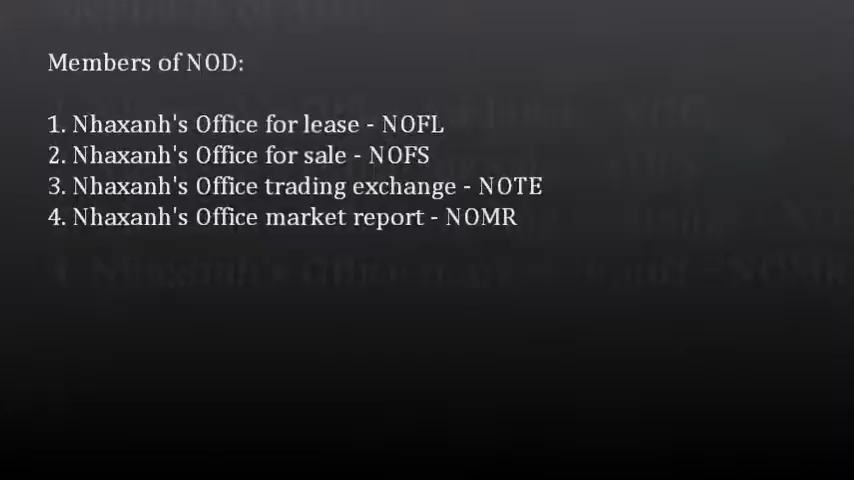 Members of NOD:
1. Nhaxanh's Office for lease - NOFL
2. Nhaxanh's Office for sale - NOFS
3. Nhaxanh's Office trading exchange - NOTE
4. Nhaxanh's Office market report - NOMR